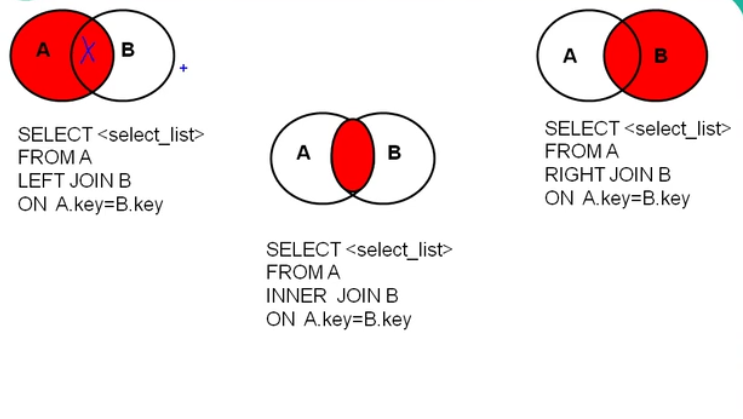 A B
SELECT <select_list>
FROM A
LEFT JOIN B
ON A.key=B.key
A B
SELECT <select_list>
FROM A
INNER JOIN B
ON A.key=B.key
A B
SELECT <select_list>
FROM A
RIGHT JOIN B
ON A.key=B.key